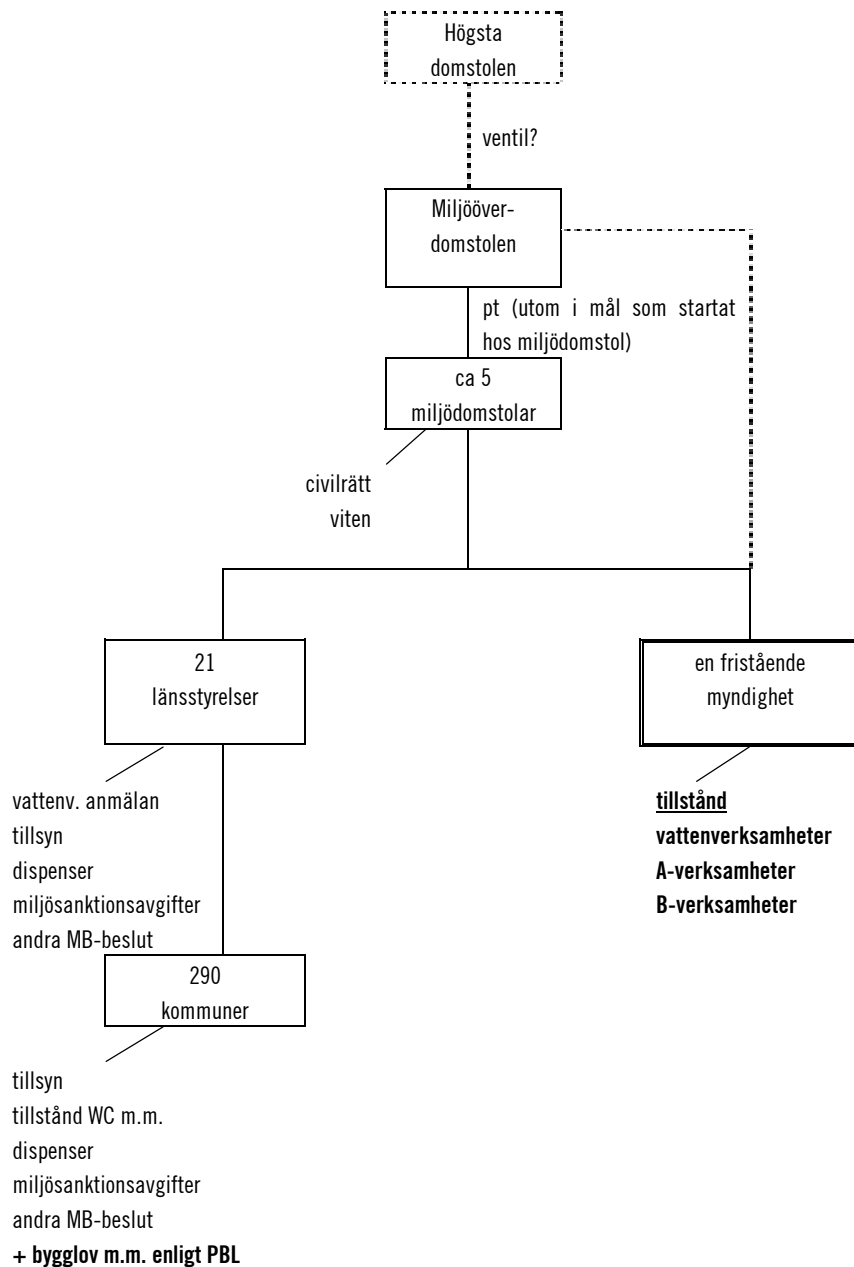 Högsta
domstolen
ventil?
Miljööver-
domstolen
pt (utom i mål som startat
hos miljödomstol)
ca 5
miljödomstolar
civilrätt
viten
21
länsstyrelser
en fristående
myndighet
vattenv. anmälan
tillsyn
dispenser
miljösanktionsavgifter
andra MB-beslut
tillstånd
vattenverksamheter
A-verksamheter
B-verksamheter
290
kommuner
tillsyn
tillstånd WC m.m.
dispenser
miljösanktionsavgifter
andra MB-beslut
+ bygglov m.m. enligt PBL